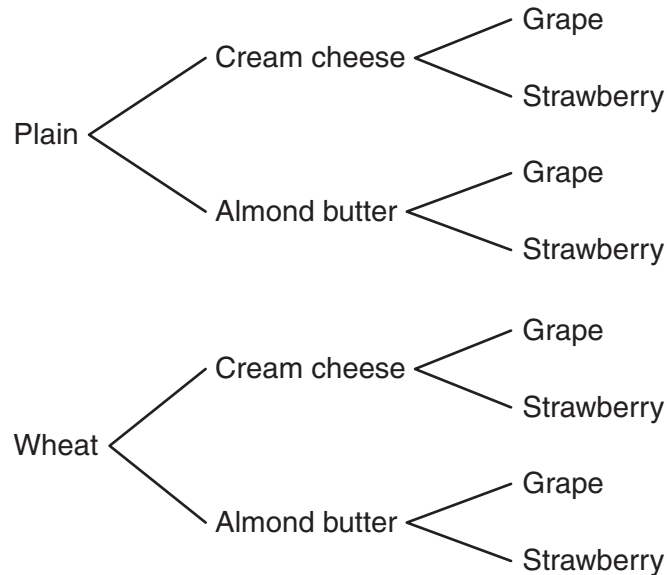 Grape
Cream cheese
Strawberry
Plain
Grape
Almond butter
Strawberry
Grape
Cream cheese
Strawberry
Wheat
Grape
Almond butter
Strawberry